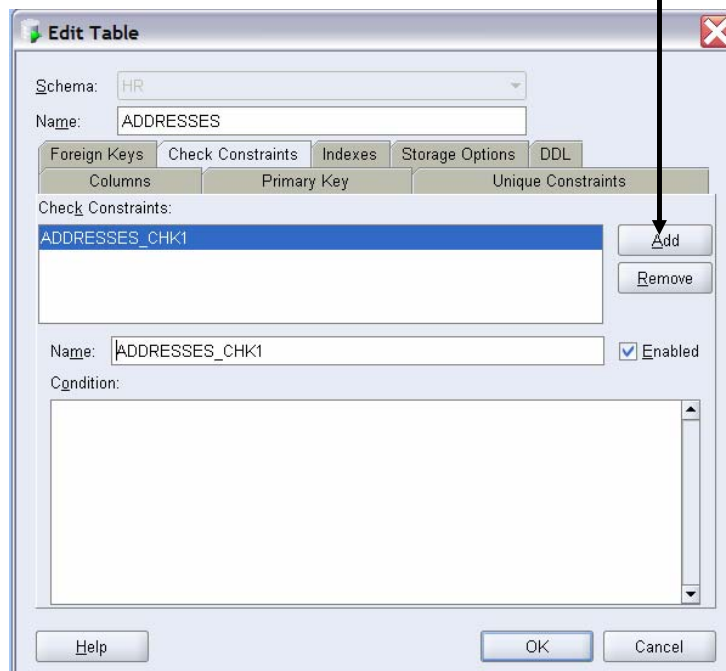 Edit Table
Schema: HR
Name: ADDRESSES
Foreign Keys Check Constraints Indexes Storage Options DDL
Columns Primary Key Unique Constraints
Check Constraints:
ADDRESSES_CHK1
Add
Remove
Name: ADDRESSES_CHK1 Enabled
Condition:
Help OK Cancel